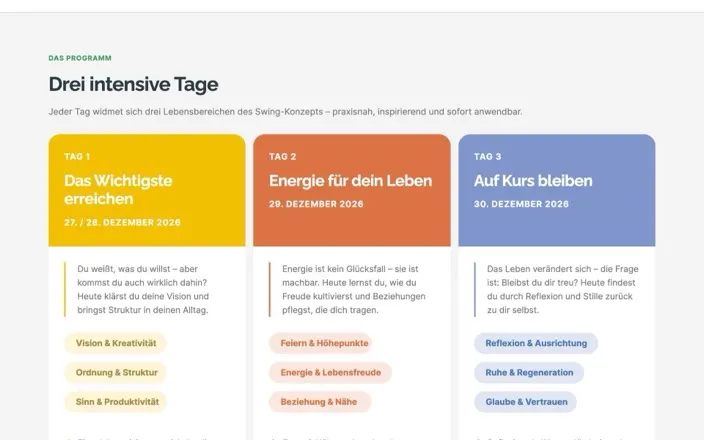 DAS PROGRAMM
Drei intensive Tage
Jeder Tag widmet sich drei Lebensbereichen des Swing-Konzepts – praxisnah, inspirierend und sofort anwendbar.
TAG 1
Das Wichtigste
erreichen
27. / 28. DEZEMBER 2026
Du weißt, was du willst – aber
kommst du auch wirklich dahin?
Heute klärst du deine Vision und
bringst Struktur in deinen Alltag.
Vision & Kreativität
Ordnung & Struktur
Sinn & Produktivität
TAG 2
Energie für dein Leben
29. DEZEMBER 2026
Energie ist kein Glücksfall – sie ist
machbar. Heute lernst du, wie du
Freude kultivierst und Beziehungen
pflegst, die dich tragen.
Feiern & Höhepunkte
Energie & Lebensfreude
Beziehung & Nähe
TAG 3
Auf Kurs bleiben
30. DEZEMBER 2026
Das Leben verändert sich – die Frage
ist: Bleibst du dir treu? Heute findest
du durch Reflexion und Stille zurück
zu dir selbst.
Reflexion & Ausrichtung
Ruhe & Regeneration
Glaube & Vertrauen